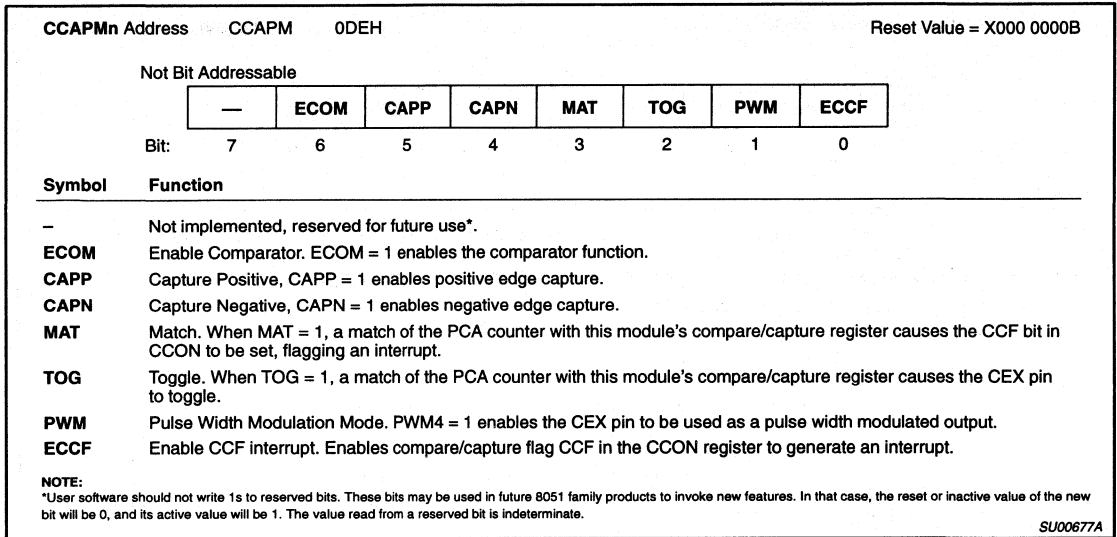 CCAPMn Address CCAPM 0DEH Reset Value = X000 0000B
Not Bit Addressable
— ECOM CAPP CAPN MAT TOG PWM ECCF
Bit: 7 6 5 4 3 2 1 0
Symbol Function
– Not implemented, reserved for future use*.
ECOM Enable Comparator. ECOM = 1 enables the comparator function.
CAPP Capture Positive, CAPP = 1 enables positive edge capture.
CAPN Capture Negative, CAPN = 1 enables negative edge capture.
MAT Match. When MAT = 1, a match of the PCA counter with this module's compare/capture register causes the CCF bit in
CCON to be set, flagging an interrupt.
TOG Toggle. When TOG = 1, a match of the PCA counter with this module's compare/capture register causes the CEX pin
to toggle.
PWM Pulse Width Modulation Mode. PWM4 = 1 enables the CEX pin to be used as a pulse width modulated output.
ECCF Enable CCF interrupt. Enables compare/capture flag CCF in the CCON register to generate an interrupt.
NOTE:
*User software should not write 1s to reserved bits. These bits may be used in future 8051 family products to invoke new features. In that case, the reset or inactive value of the new
bit will be 0, and its active value will be 1. The value read from a reserved bit is indeterminate.
SU00677A